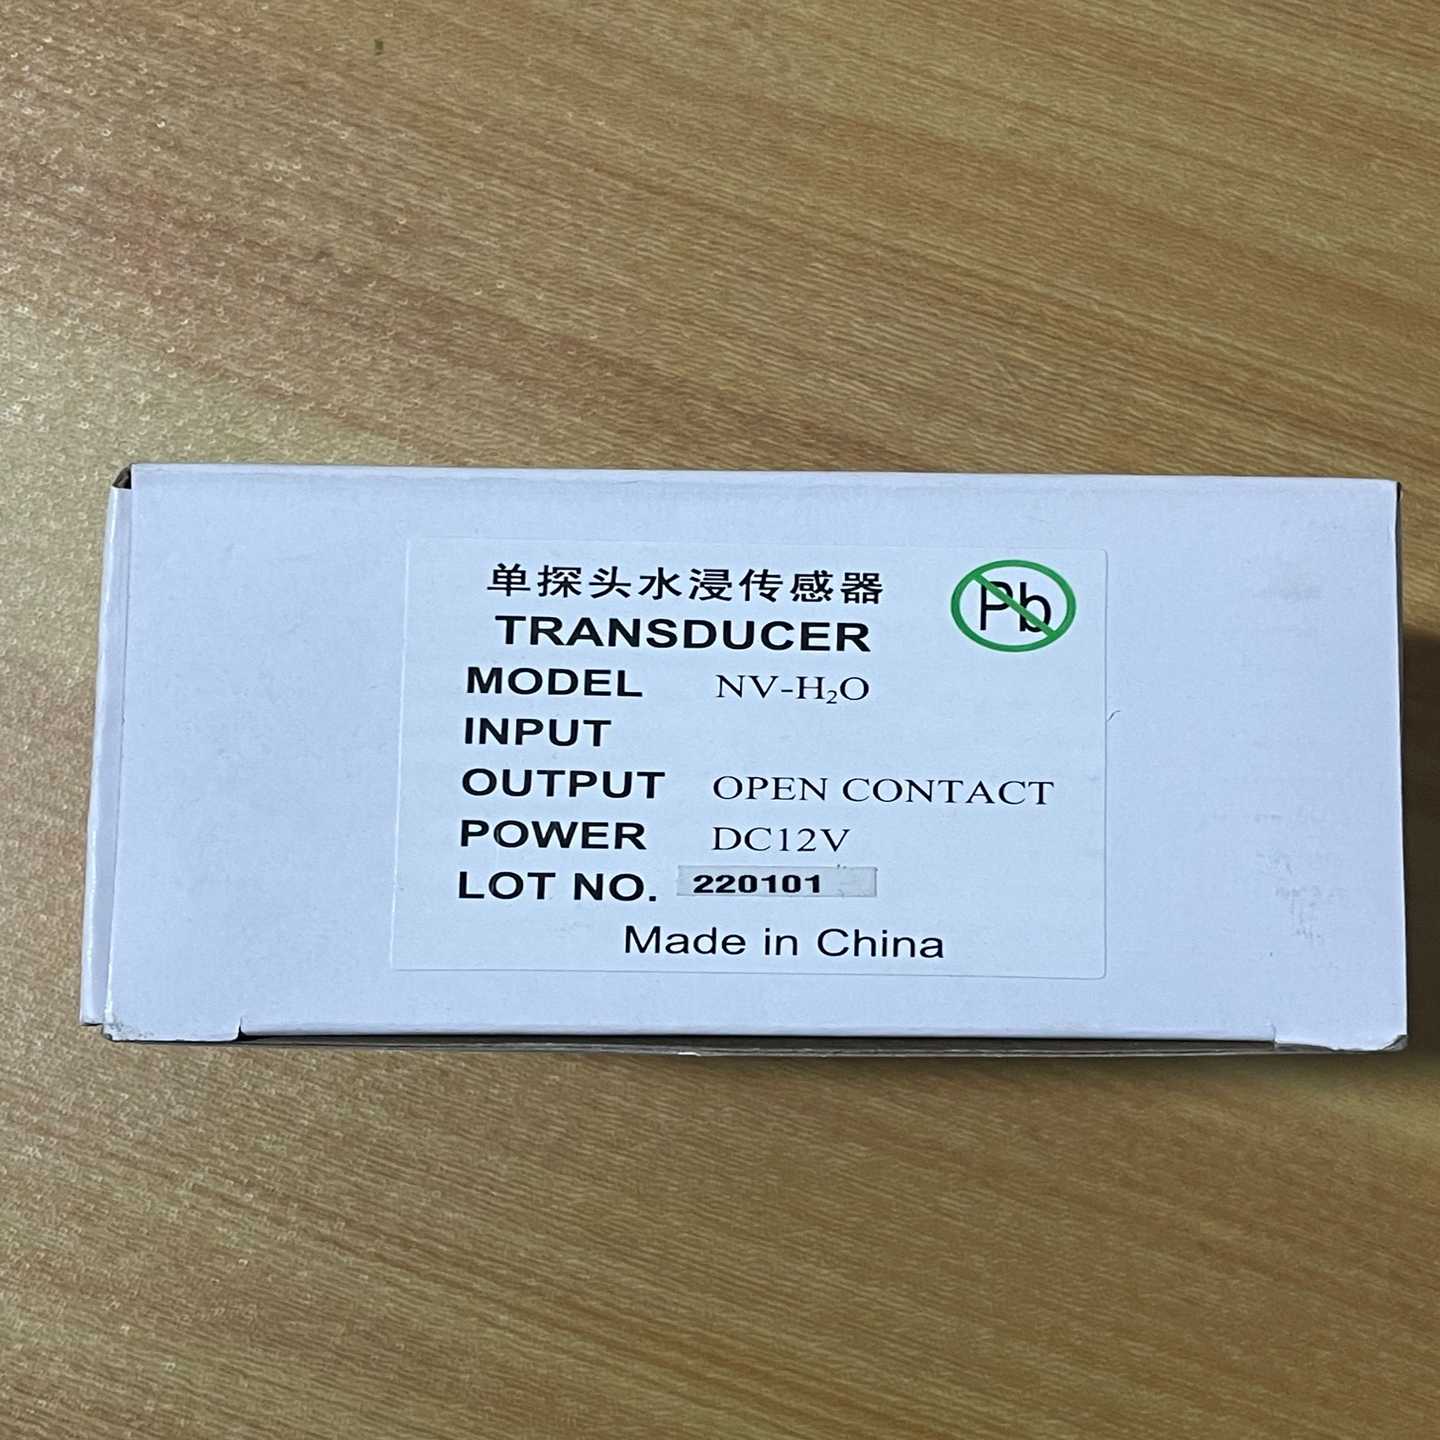 单探头水浸传感器
Pb
TRANSDUCER
MODEL NV-H₂O
INPUT
OUTPUT OPEN CONTACT
POWER DC12V
LOT NO. 220101
Made in China